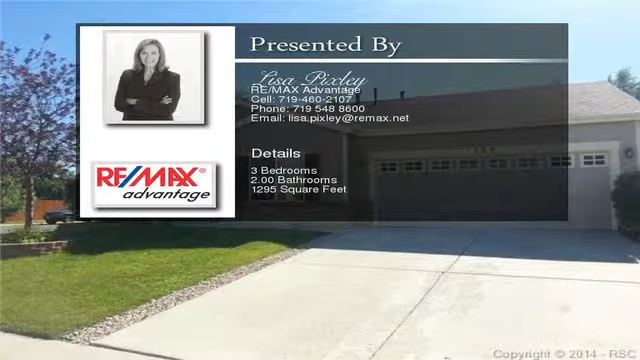 Presented By
Lisa Pixley
RE/MAX Advantage
Cell: 719-460-2107
Phone: 719 548 8600
Email: lisa.pixley@remax.net
Details
3 Bedrooms
2.00 Bathrooms
1295 Square Feet
RE/MAX®
advantage
Copyright © 2014 - RSC